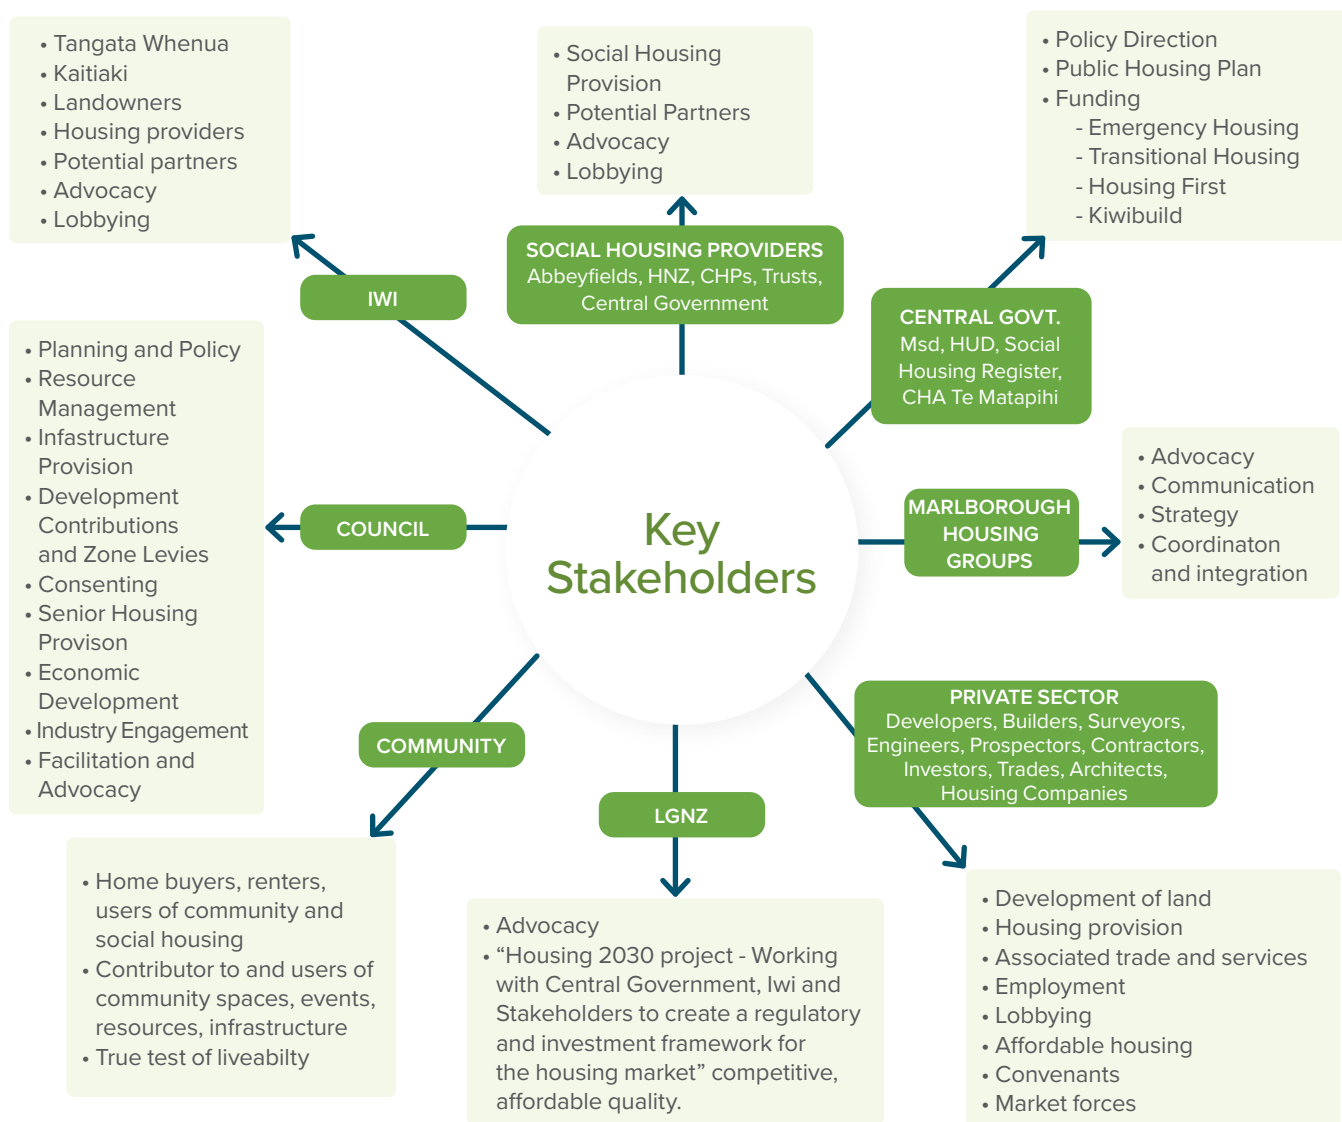 • Tangata Whenua
• Kaitiaki
• Landowners
• Housing providers
• Potential partners
• Advocacy
• Lobbying
IWI
• Social Housing
Provision
• Potential Partners
• Advocacy
• Lobbying
SOCIAL HOUSING PROVIDERS
Abbeyfields, HNZ, CHPs, Trusts,
Central Government
• Policy Direction
• Public Housing Plan
• Funding
- Emergency Housing
- Transitional Housing
- Housing First
- Kiwibuild
CENTRAL GOVT.
Msd, HUD, Social
Housing Register,
CHA Te Matapihi
• Planning and Policy
• Resource
Management
• Infastructure
Provision
• Development
Contributions
and Zone Levies
• Consenting
• Senior Housing
Provison
• Economic
Development
• Industry Engagement
• Facilitation and
Advocacy
COUNCIL
Key
Stakeholders
MARLBOROUGH
HOUSING
GROUPS
• Advocacy
• Communication
• Strategy
• Coordinaton
and integration
COMMUNITY
• Home buyers, renters,
users of community and
social housing
• Contributor to and users of
community spaces, events,
resources, infrastructure
• True test of liveabilty
LGNZ
• Advocacy
• “Housing 2030 project - Working
with Central Government, Iwi and
Stakeholders to create a regulatory
and investment framework for
the housing market” competitive,
affordable quality.
PRIVATE SECTOR
Developers, Builders, Surveyors,
Engineers, Prospectors, Contractors,
Investors, Trades, Architects,
Housing Companies
• Development of land
• Housing provision
• Associated trade and services
• Employment
• Lobbying
• Affordable housing
• Convenants
• Market forces